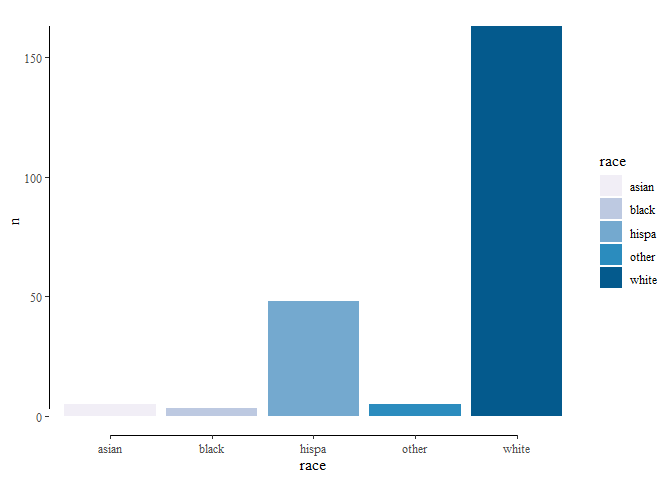 150
100
50
0
n
asian black hispa other white
race
race
asian
black
hispa
other
white